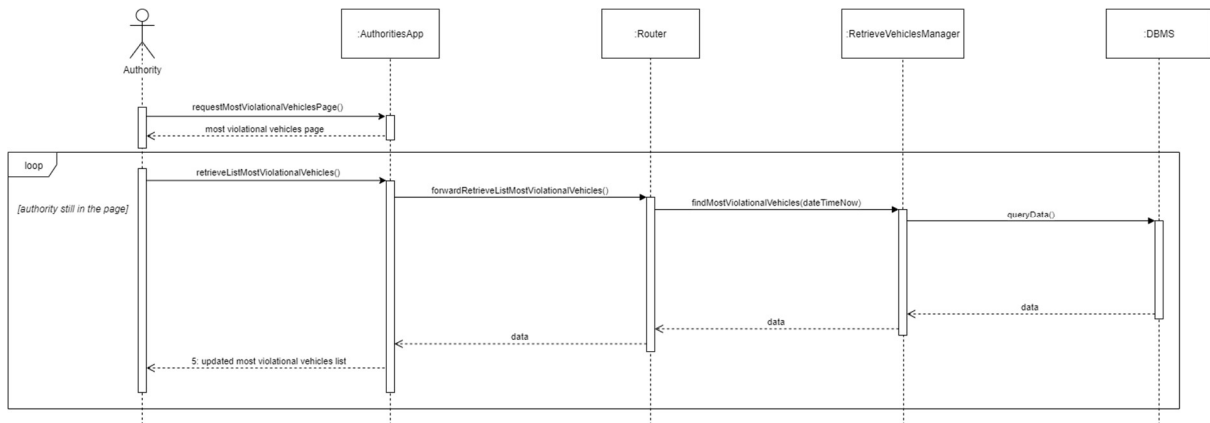 :AuthoritiesApp
:Router
:RetrieveVehiclesManager
:DBMS
Authority
requestMostViolationalVehiclesPage()
most violational vehicles page
loop
retrieveListMostViolationalVehicles()
forwardRetrieveListMostViolationalVehicles()
[authority still in the page]
findMostViolationalVehicles(dateTimeNow)
queryData()
data
data
data
5: updated most violational vehicles list